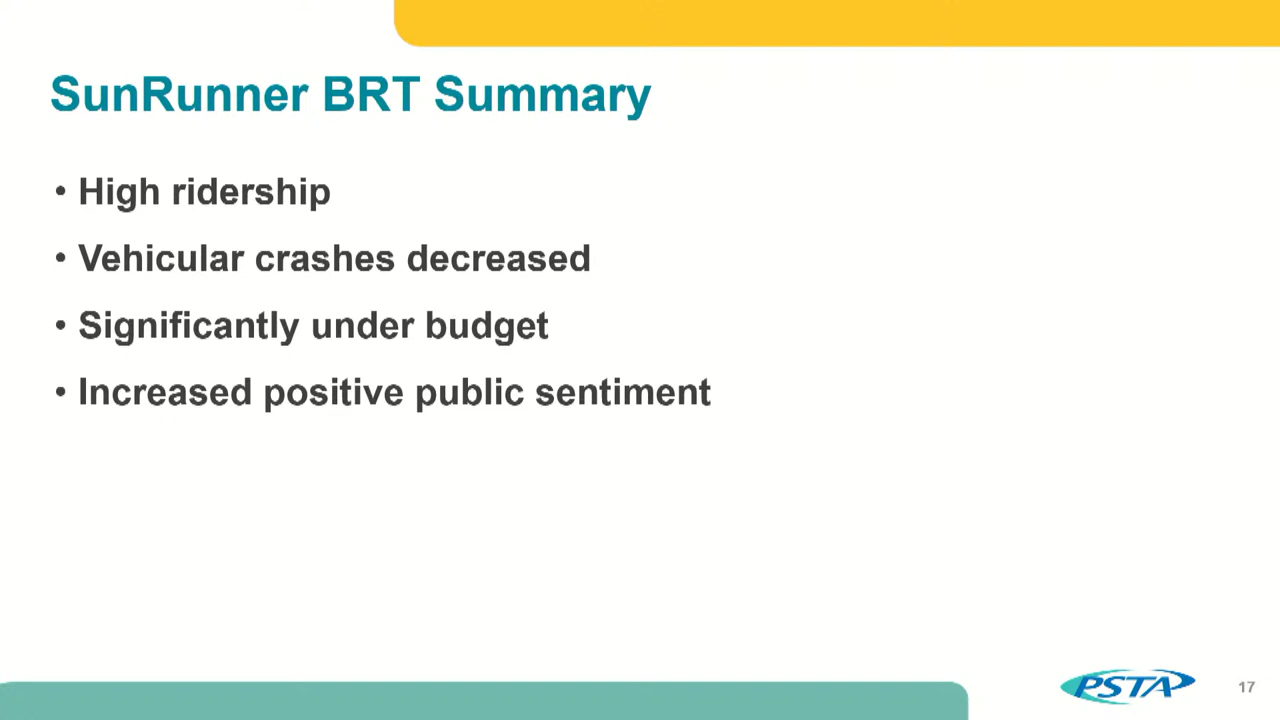 SunRunner BRT Summary
• High ridership
• Vehicular crashes decreased
• Significantly under budget
• Increased positive public sentiment
PSTA
17